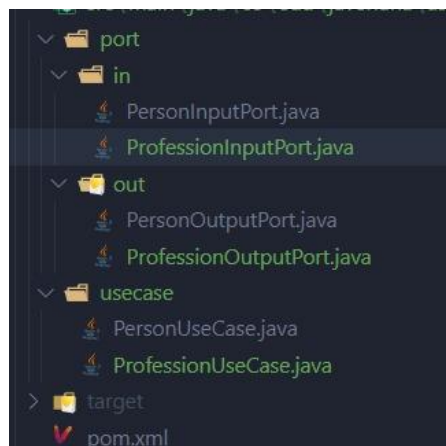 port
in
PersonInputPort.java
ProfessionInputPort.java
out
PersonOutputPort.java
ProfessionOutputPort.java
usecase
PersonUseCase.java
ProfessionUseCase.java
target
pom.xml